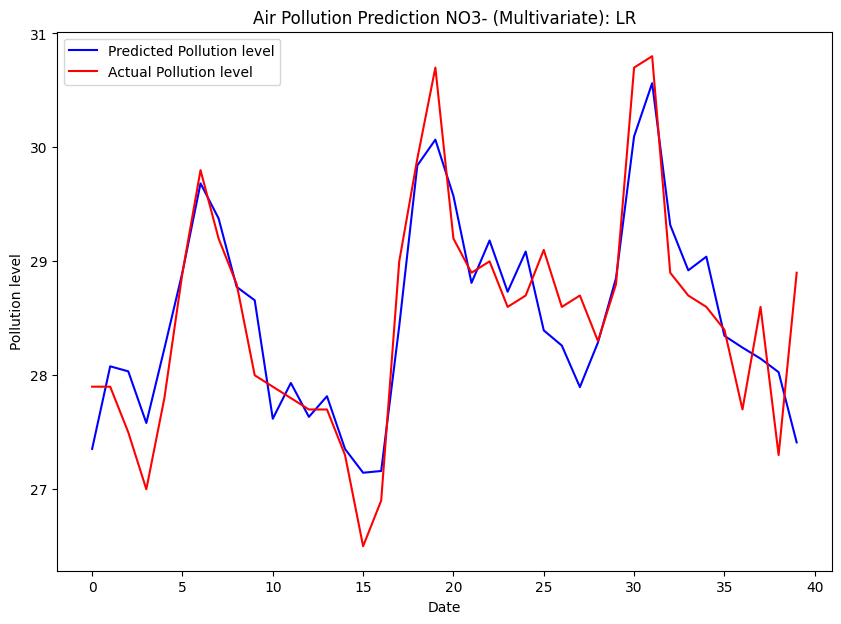 Air Pollution Prediction NO3- (Multivariate): LR
Predicted Pollution level
Actual Pollution level
31
30
29
28
27
Pollution level
0 5 10 15 20 25 30 35 40
Date